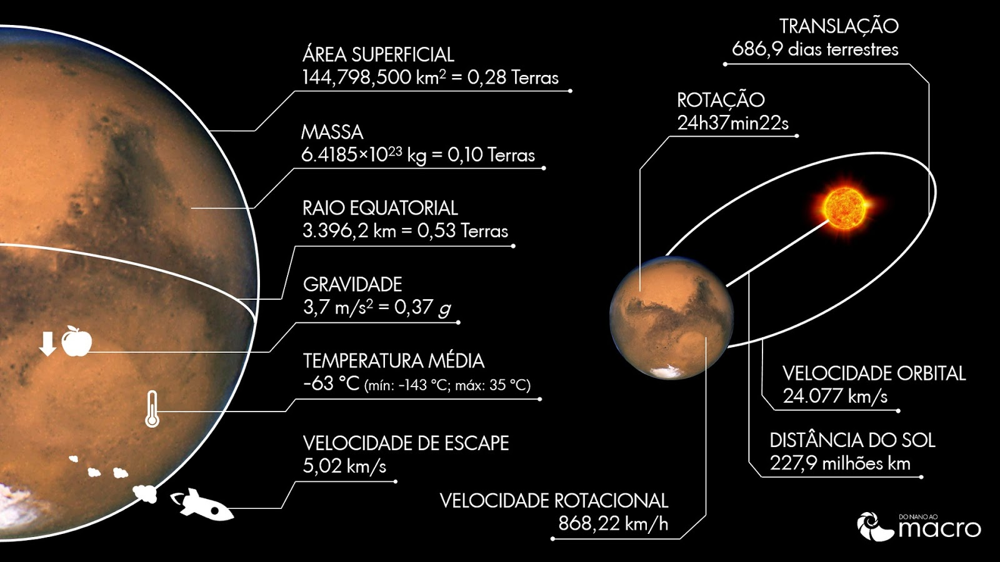 ÁREA SUPERFICIAL
144,798,500 km² = 0,28 Terras
MASSA
6.4185×10²³ kg = 0,10 Terras
RAIO EQUATORIAL
3.396,2 km = 0,53 Terras
GRAVIDADE
3,7 m/s² = 0,37 g
TEMPERATURA MÉDIA
-63 °C (mín: -143 °C; máx: 35 °C)
VELOCIDADE DE ESCAPE
5,02 km/s
TRANSLAÇÃO
686,9 dias terrestres
ROTAÇÃO
24h37min22s
VELOCIDADE ORBITAL
24.077 km/s
DISTÂNCIA DO SOL
227,9 milhões km
VELOCIDADE ROTACIONAL
868,22 km/h
DO NANO AO
macro